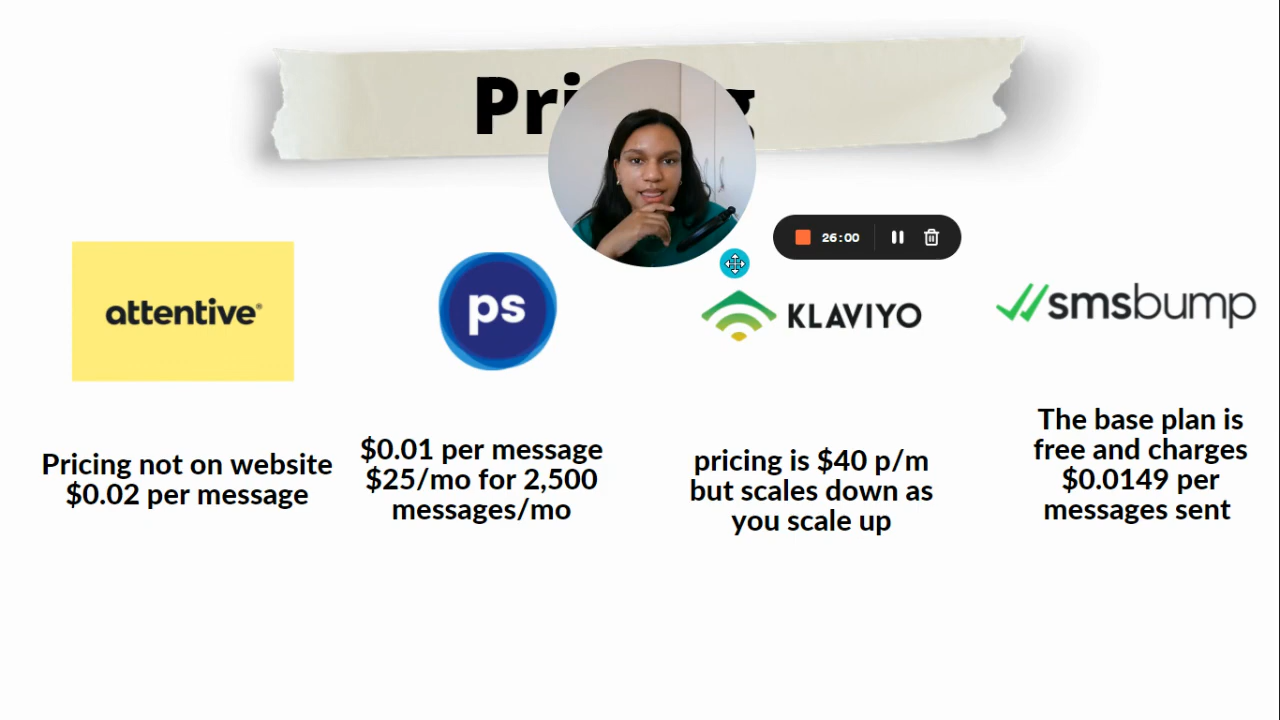 Pri g
26:00
attentive®
ps
KLAVIYO
smsbump
Pricing not on website
$0.02 per message
$0.01 per message
$25/mo for 2,500
messages/mo
pricing is $40 p/m
but scales down as
you scale up
The base plan is
free and charges
$0.0149 per
messages sent